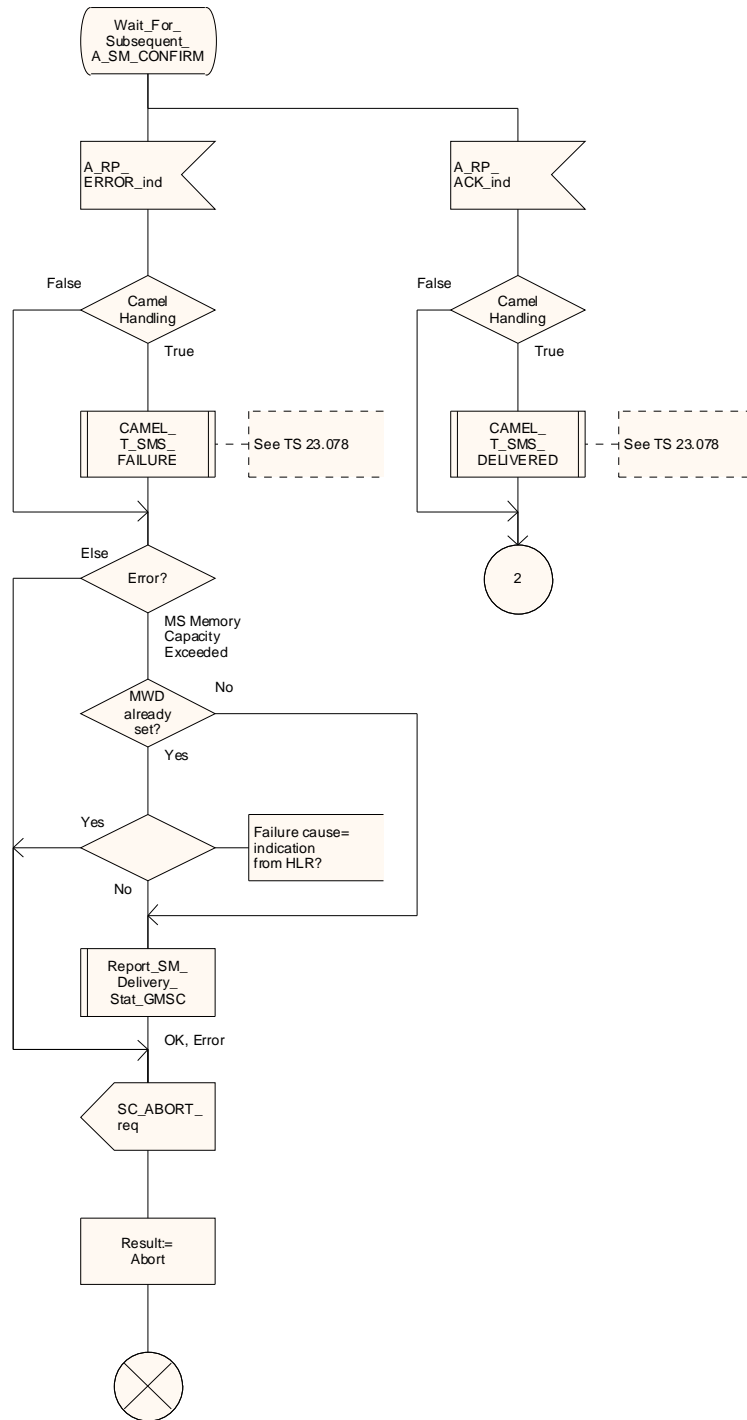 Wait_For_
Subsequent_
A_SM_CONFIRM
A_RP_
ERROR_ind
A_RP_
ACK_ind
False
Camel
Handling
True
False
Camel
Handling
True
CAMEL_
T_SMS_
FAILURE
See TS 23.078
CAMEL_
T_SMS_
DELIVERED
See TS 23.078
Else
Error?
2
MS Memory
Capacity
Exceeded
MWD
already
set?
No
Yes
Yes
Failure cause=
indication
from HLR?
No
Report_SM_
Delivery_
Stat_GMSC
OK, Error
SC_ABORT_
req
Result:=
Abort